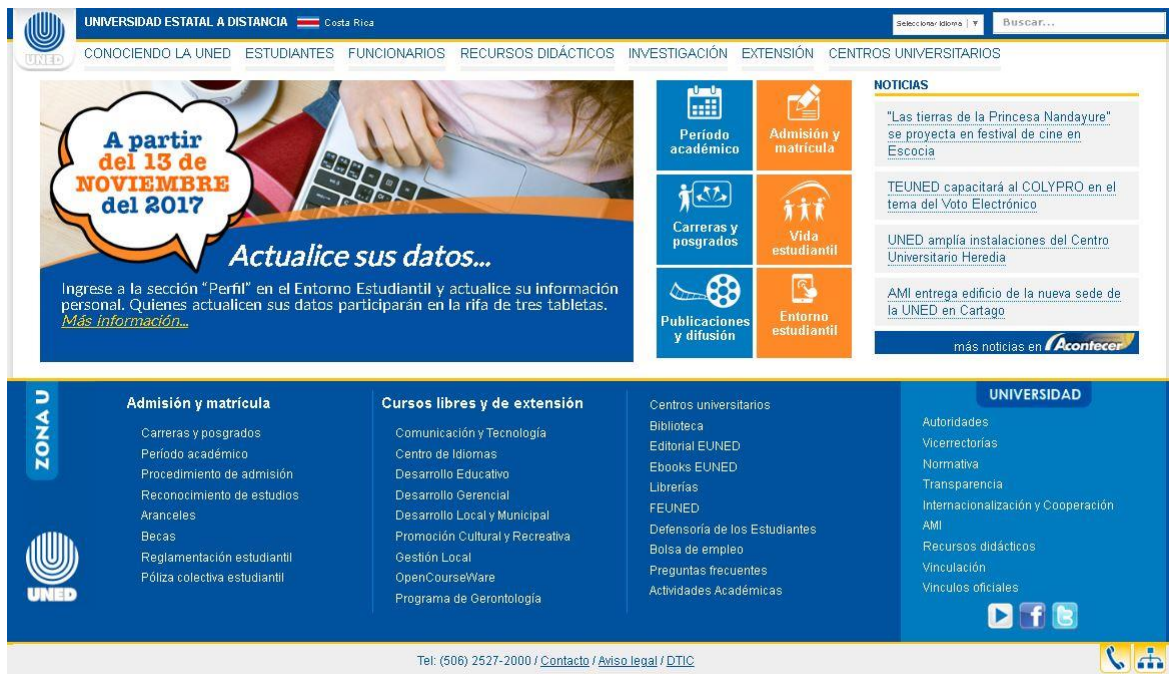 UNIVERSIDAD ESTATAL A DISTANCIA Costa Rica
Seleccionar idioma ▼
Buscar...
UNED
CONOCIENDO LA UNED ESTUDIANTES FUNCIONARIOS RECURSOS DIDÁCTICOS INVESTIGACIÓN EXTENSIÓN CENTROS UNIVERSITARIOS
A partir
del 13 de
NOVIEMBRE
del 2017
Actualice sus datos...
Ingrese a la sección “Perfil” en el Entorno Estudiantil y actualice su información
personal. Quienes actualicen sus datos participarán en la rifa de tres tabletas.
Más información...
Período
académico
Admisión y
matrícula
Carreras y
posgrados
Vida
estudiantil
Publicaciones
y difusión
Entorno
estudiantil
NOTICIAS
"Las tierras de la Princesa Nandayure"
se proyecta en festival de cine en
Escocia
TEUNED capacitará al COLYPRO en el
tema del Voto Electrónico
UNED amplía instalaciones del Centro
Universitario Heredia
AMI entrega edificio de la nueva sede de
la UNED en Cartago
más noticias en Acontecer
ZONA U
UNED
Admisión y matrícula
Carreras y posgrados
Período académico
Procedimiento de admisión
Reconocimiento de estudios
Aranceles
Becas
Reglamentación estudiantil
Póliza colectiva estudiantil
Cursos libres y de extensión
Comunicación y Tecnología
Centro de Idiomas
Desarrollo Educativo
Desarrollo Gerencial
Desarrollo Local y Municipal
Promoción Cultural y Recreativa
Gestión Local
OpenCourseWare
Programa de Gerontología
Centros universitarios
Biblioteca
Editorial EUNED
Ebooks EUNED
Librerías
FEUNED
Defensoría de los Estudiantes
Bolsa de empleo
Preguntas frecuentes
Actividades Académicas
UNIVERSIDAD
Autoridades
Vicerrectorías
Normativa
Transparencia
Internacionalización y Cooperación
AMI
Recursos didácticos
Vinculación
Vinculos oficiales
Tel: (506) 2527-2000 / Contacto / Aviso legal / DTIC